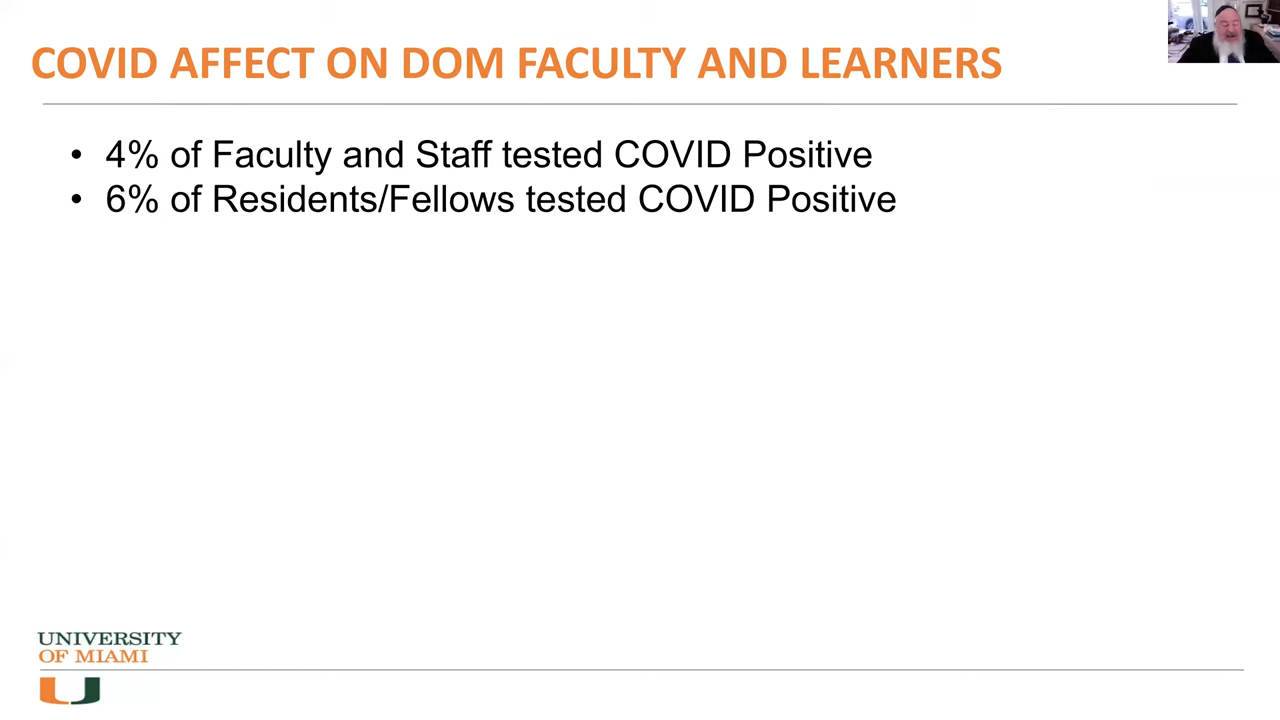 COVID AFFECT ON DOM FACULTY AND LEARNERS
• 4% of Faculty and Staff tested COVID Positive
• 6% of Residents/Fellows tested COVID Positive
UNIVERSITY
OF MIAMI